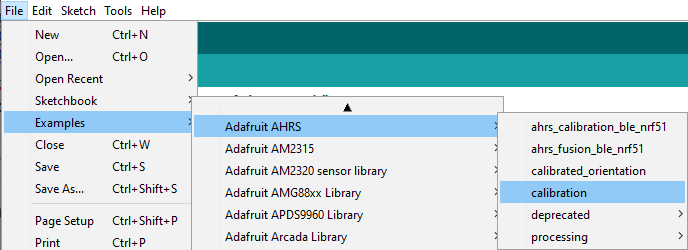 File Edit Sketch Tools Help
New Ctrl+N
Open... Ctrl+O
Open Recent
Sketchbook
Examples
Close Ctrl+W
Save Ctrl+S
Save As... Ctrl+Shift+S
Page Setup Ctrl+Shift+P
Print Ctrl+P
Adafruit AHRS
Adafruit AM2315
Adafruit AM2320 sensor library
Adafruit AMG88xx Library
Adafruit APDS9960 Library
Adafruit Arcada Library
ahrs_calibration_ble_nrf51
ahrs_fusion_ble_nrf51
calibrated_orientation
calibration
deprecated
processing